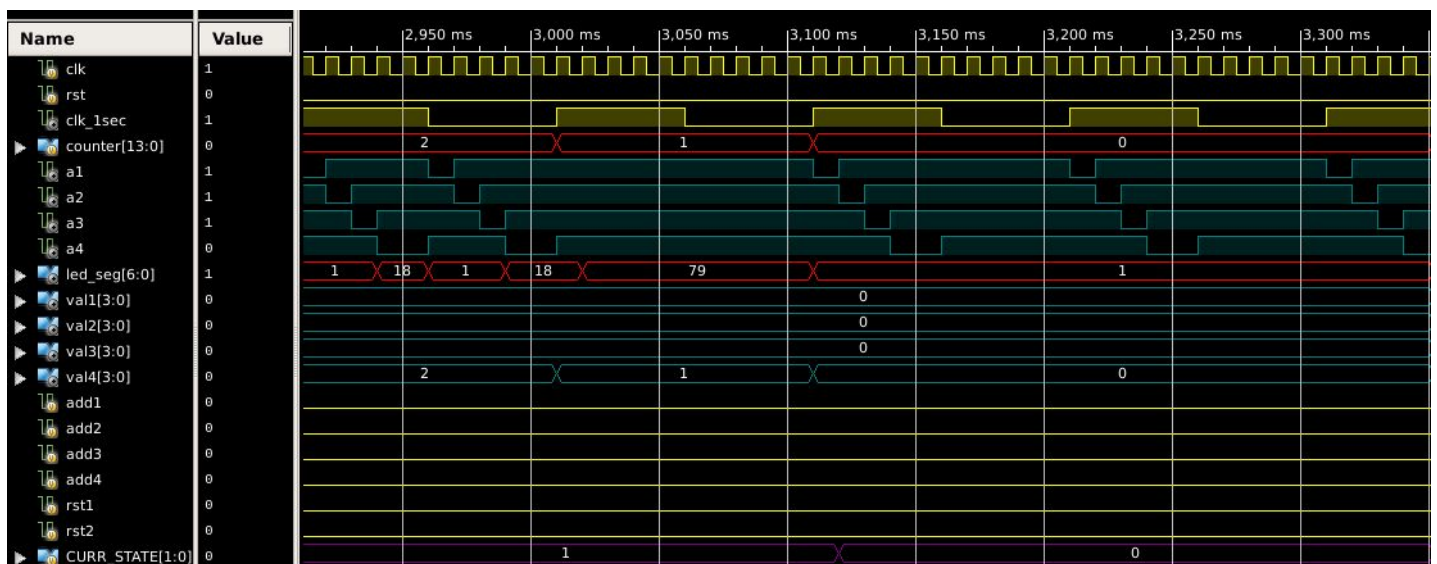 Name Value 2,950 ms 3,000 ms 3,050 ms 3,100 ms 3,150 ms 3,200 ms 3,250 ms 3,300 ms
clk 1
rst 0
clk_1sec 1
counter[13:0] 0 2 1 0
a1 1
a2 1
a3 1
a4 0
led_seg[6:0] 1 1 18 1 18 79 1
val1[3:0] 0 0
val2[3:0] 0 0
val3[3:0] 0 0
val4[3:0] 0 2 1 0
add1 0
add2 0
add3 0
add4 0
rst1 0
rst2 0
CURR_STATE[1:0] 0 1 0